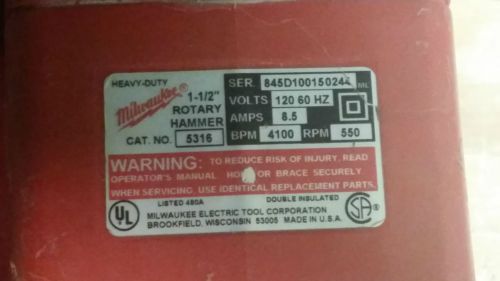 HEAVY-DUTY
Milwaukee
1-1/2"
ROTARY
HAMMER
CAT. NO. 5316
SER. 845D10015024 ML
VOLTS 120 60 HZ
AMPS 8.5
BPM 4100 RPM 550
WARNING: TO REDUCE RISK OF INJURY, READ
OPERATOR'S MANUAL. HOLD OR BRACE SECURELY.
WHEN SERVICING, USE IDENTICAL REPLACEMENT PARTS.
LISTED 480A DOUBLE INSULATED
UL
MILWAUKEE ELECTRIC TOOL CORPORATION
BROOKFIELD, WISCONSIN 53005 MADE IN U.S.A.
SA